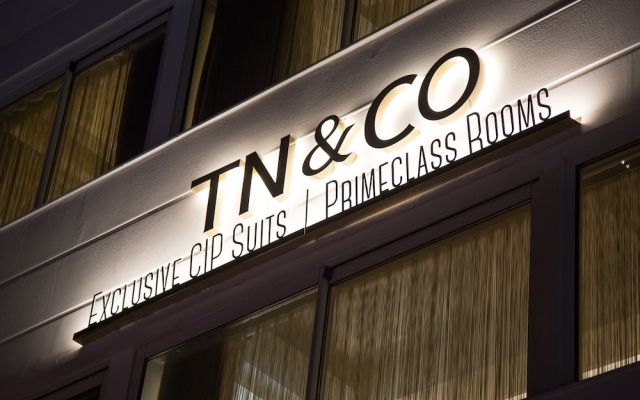 TN&CO
EXCLUSIVE CIP SUITS | PRIMECLASS ROOMS